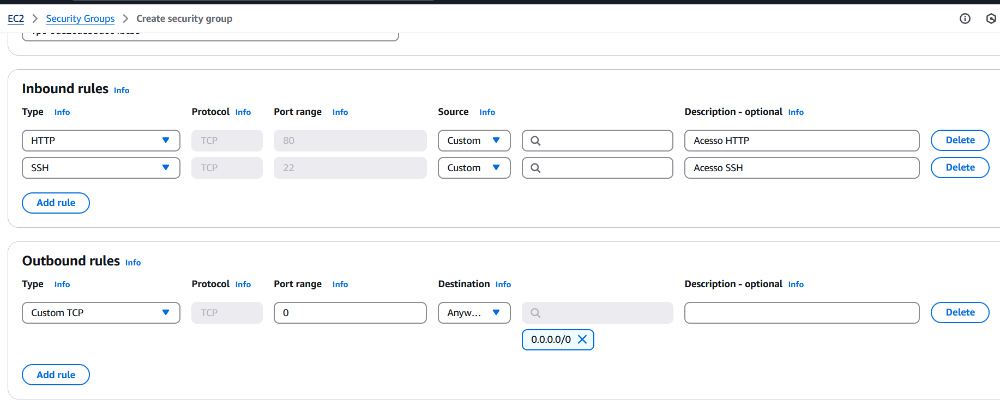 EC2 > Security Groups > Create security group
Inbound rules Info
Type Info Protocol Info Port range Info Source Info Description - optional Info
HTTP TCP 80 Custom Acesso HTTP Delete
SSH TCP 22 Custom Acesso SSH Delete
Add rule
Outbound rules Info
Type Info Protocol Info Port range Info Destination Info Description - optional Info
Custom TCP TCP 0 Anyw... Delete
0.0.0.0/0
Add rule